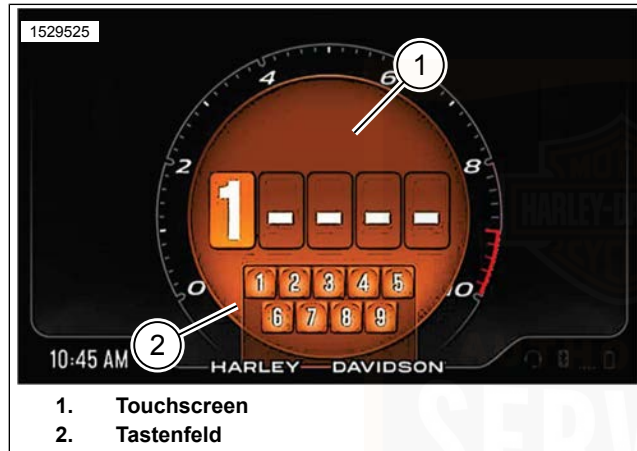 1529525
1
4
6
2
8
1 - - - -
1 2 3 4 5
0
10
6 7 8 9
2
10:45 AM
HARLEY DAVIDSON
1. Touchscreen
2. Tastenfeld